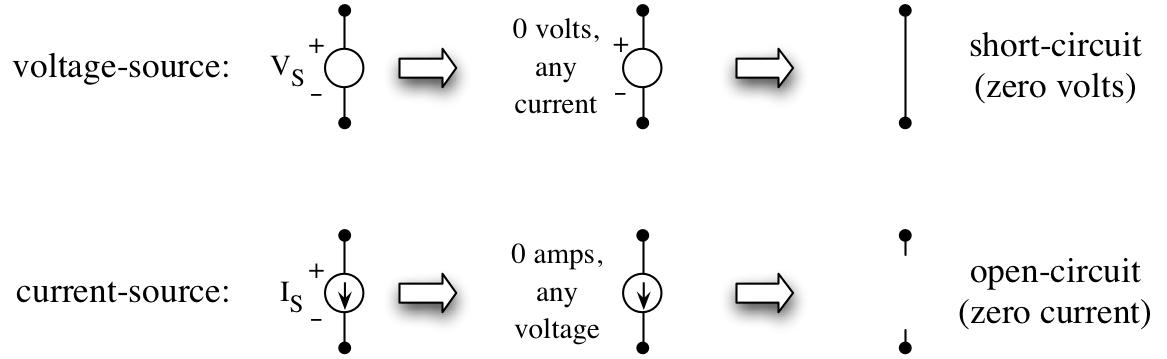 voltage-source:
+
V_S
-
0 volts,
any
current
+
-
short-circuit
(zero volts)
current-source:
+
I_S
-
0 amps,
any
voltage
open-circuit
(zero current)